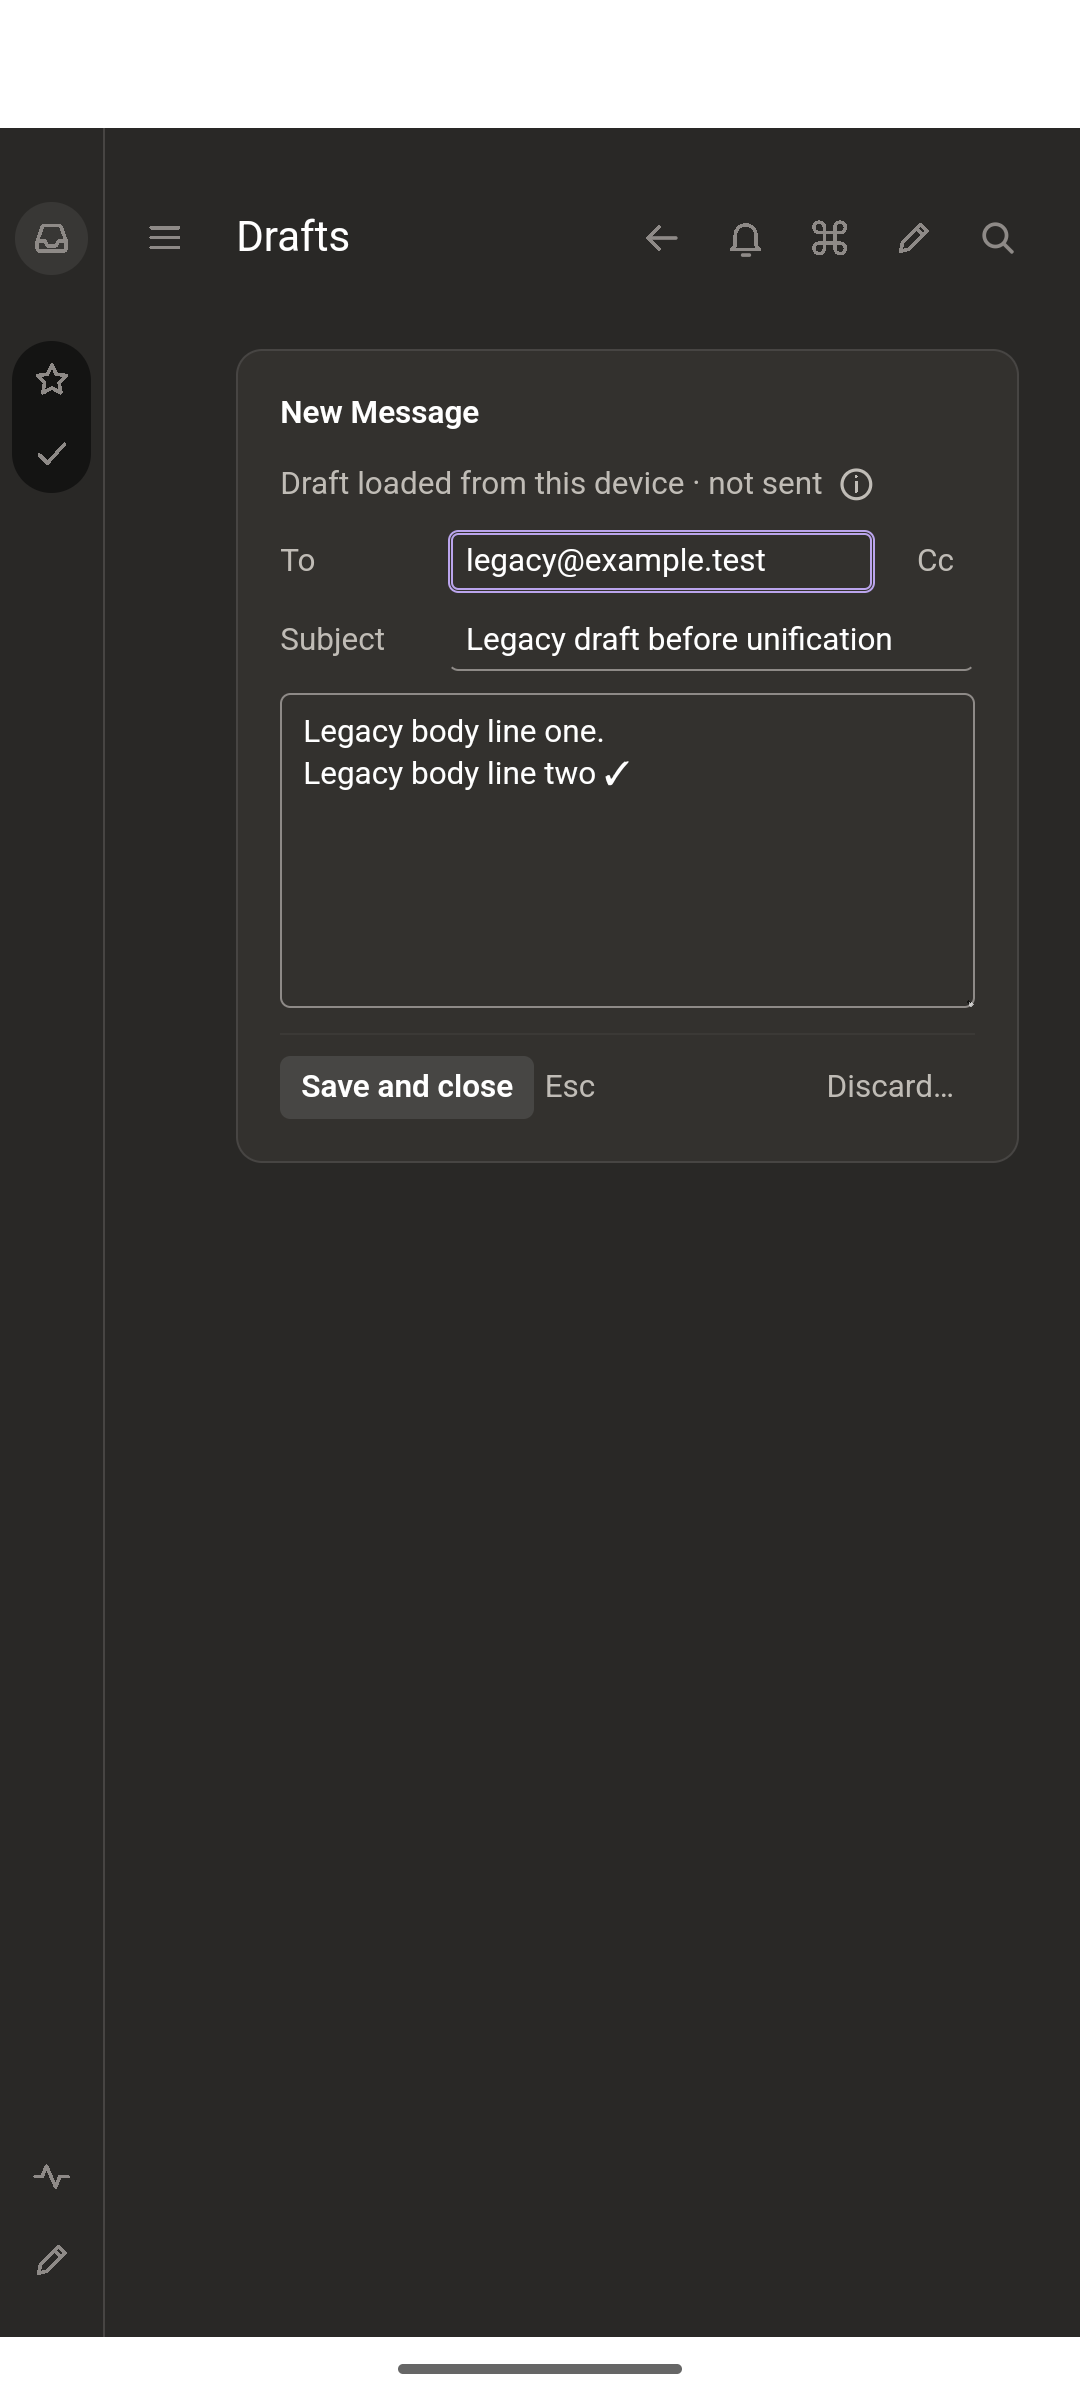 Drafts
New Message
Draft loaded from this device · not sent
To legacy@example.test Cc
Subject Legacy draft before unification
Legacy body line one.
Legacy body line two ✓
Save and close Esc Discard...